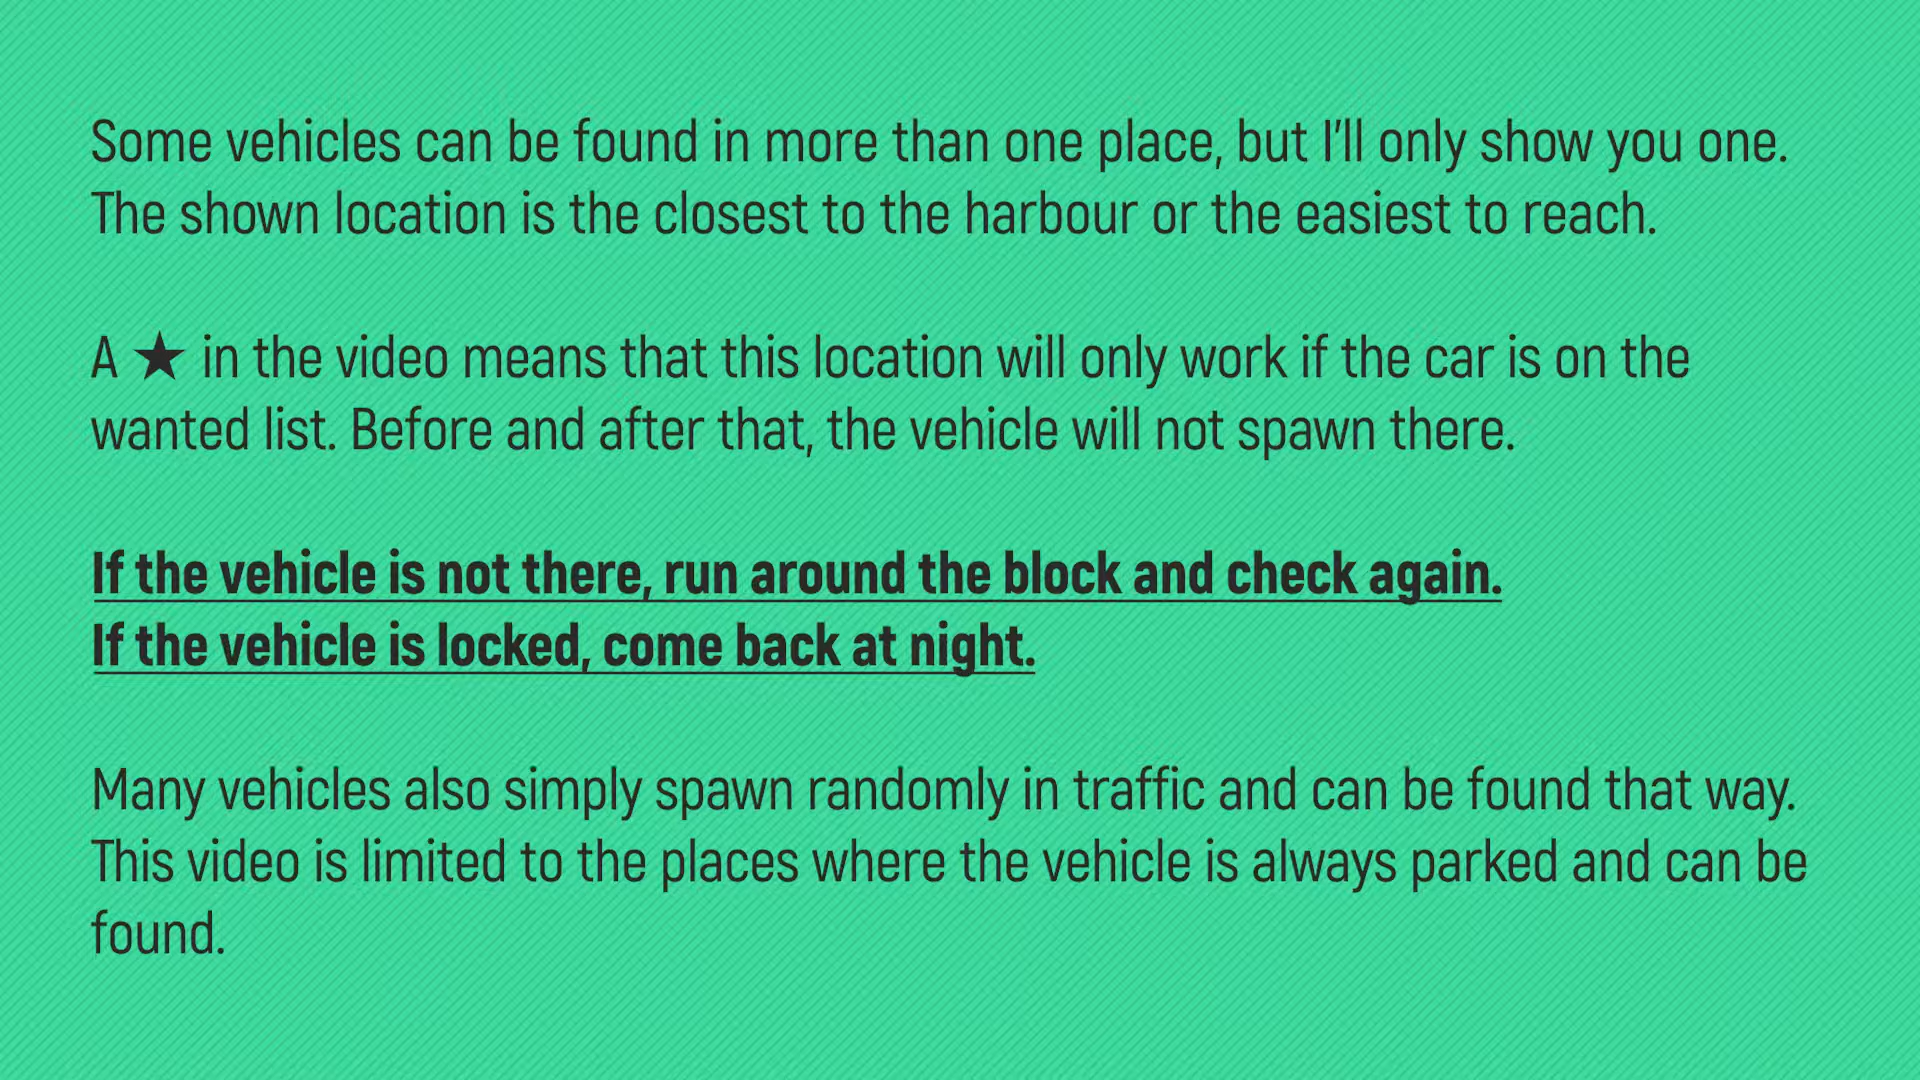 Some vehicles can be found in more than one place, but I'll only show you one.
The shown location is the closest to the harbour or the easiest to reach.
A ★ in the video means that this location will only work if the car is on the
wanted list. Before and after that, the vehicle will not spawn there.
If the vehicle is not there, run around the block and check again.
If the vehicle is locked, come back at night.
Many vehicles also simply spawn randomly in traffic and can be found that way.
This video is limited to the places where the vehicle is always parked and can be
found.